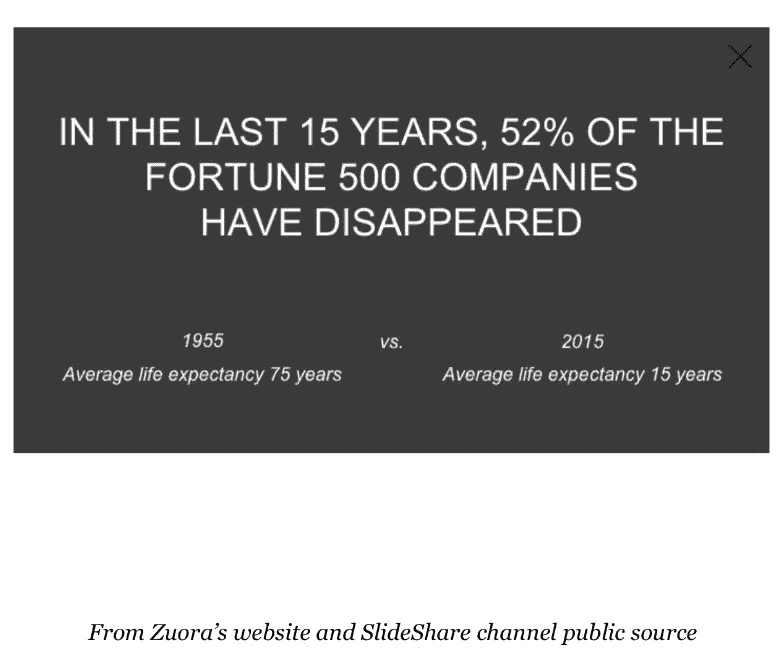 IN THE LAST 15 YEARS, 52% OF THE
FORTUNE 500 COMPANIES
HAVE DISAPPEARED
1955 vs. 2015
Average life expectancy 75 years Average life expectancy 15 years
From Zuora’s website and SlideShare channel public source